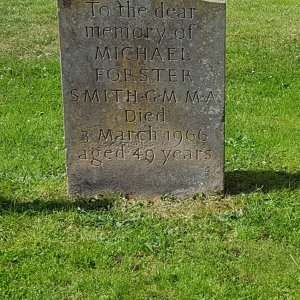 To the dear
memory of
MICHAEL
FORSTER
SMITH·G·M M·A
Died
3 March 1966
aged 49 years